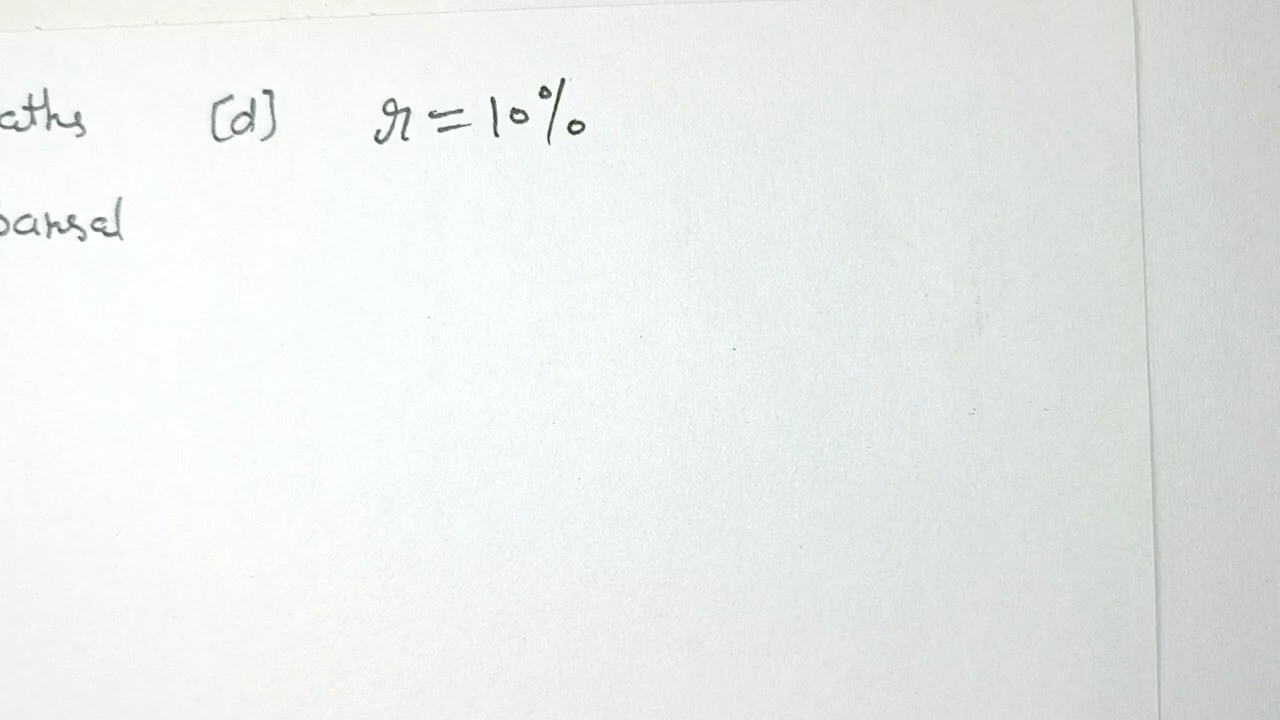 aths [d] r = 10%
bansal